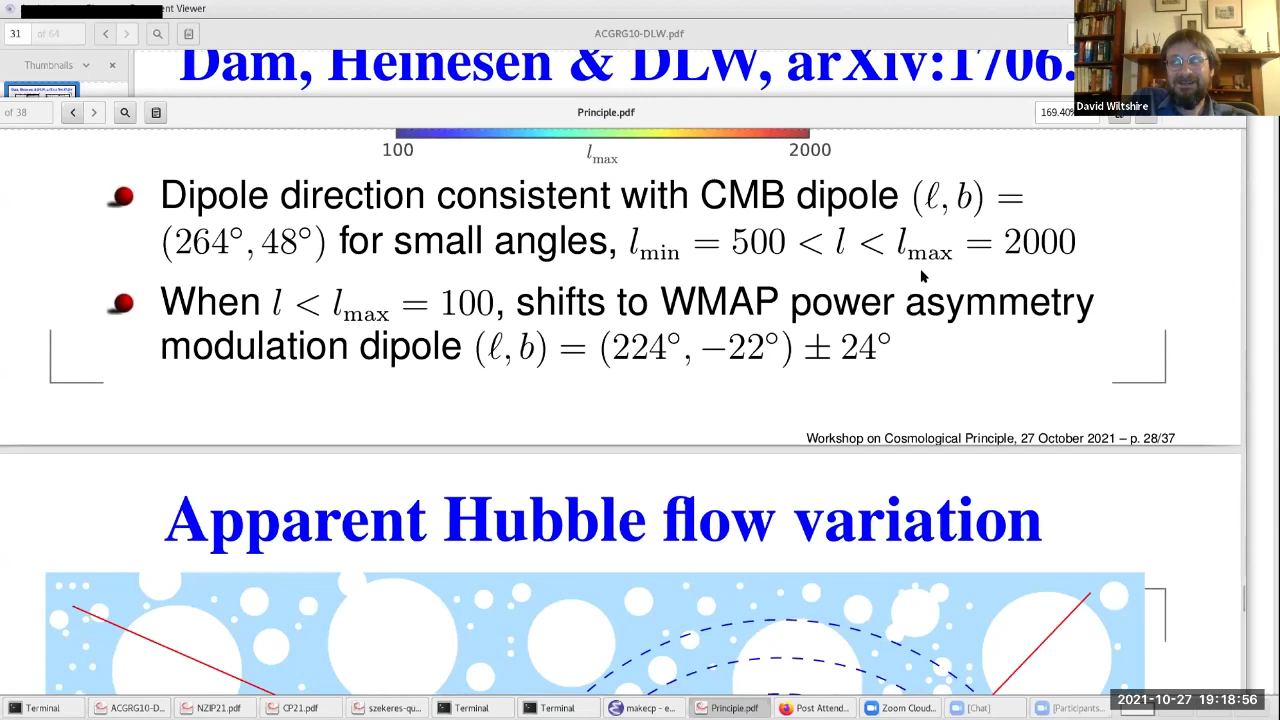 ent Viewer
31 of 64
ACGRG10-DLW.pdf
Thumbnails
Dam, Heinesen & DLW, arXiv:1706.
David Wiltshire
of 38
Principle.pdf
169.40%
100
2000
l_max
Dipole direction consistent with CMB dipole (ℓ, b) =
(264°, 48°) for small angles, l_min = 500 < l < l_max = 2000
When l < l_max = 100, shifts to WMAP power asymmetry
modulation dipole (ℓ, b) = (224°, −22°) ± 24°
Workshop on Cosmological Principle, 27 October 2021 – p. 28/37
Apparent Hubble flow variation
2021-10-27 19:18:56
Terminal
ACGRG10-D...
NZIP21.pdf
CP21.pdf
szekeres-q...
Terminal
Terminal
makecp – e...
Principle.pdf
Post Attend...
Zoom Cloud...
[Chat]
[Participants...